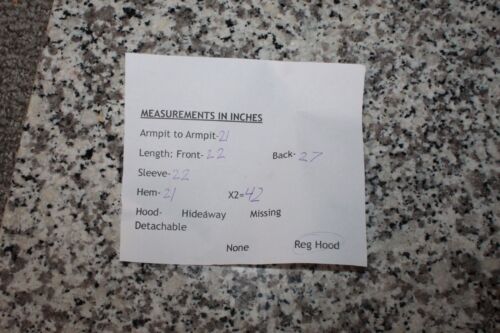 MEASUREMENTS IN INCHES
Armpit to Armpit-21
Length: Front-22 Back-27
Sleeve-22
Hem-21 X2=42
Hood- Hideaway Missing
Detachable
None Reg Hood